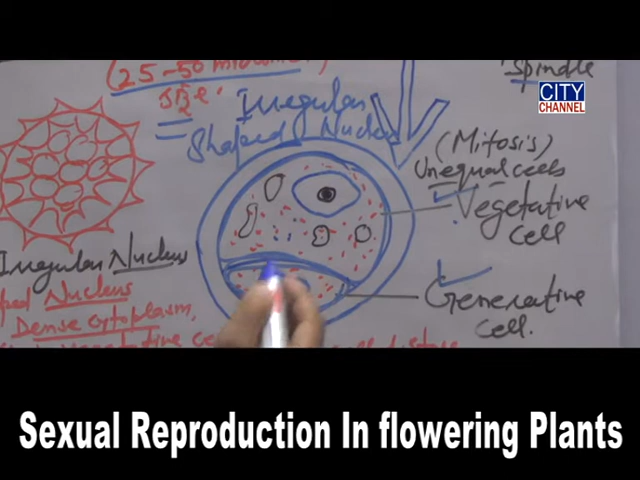 (25-50 
size.
Irregular
Shaped Nucleus
Spindle
CITY
CHANNEL
(Mitosis)
Unequal cells
Vegetative
cell
Irregular Nucleus
Nucleus
Dense cytoplasm,
Generative
cell.
Sexual Reproduction In flowering Plants